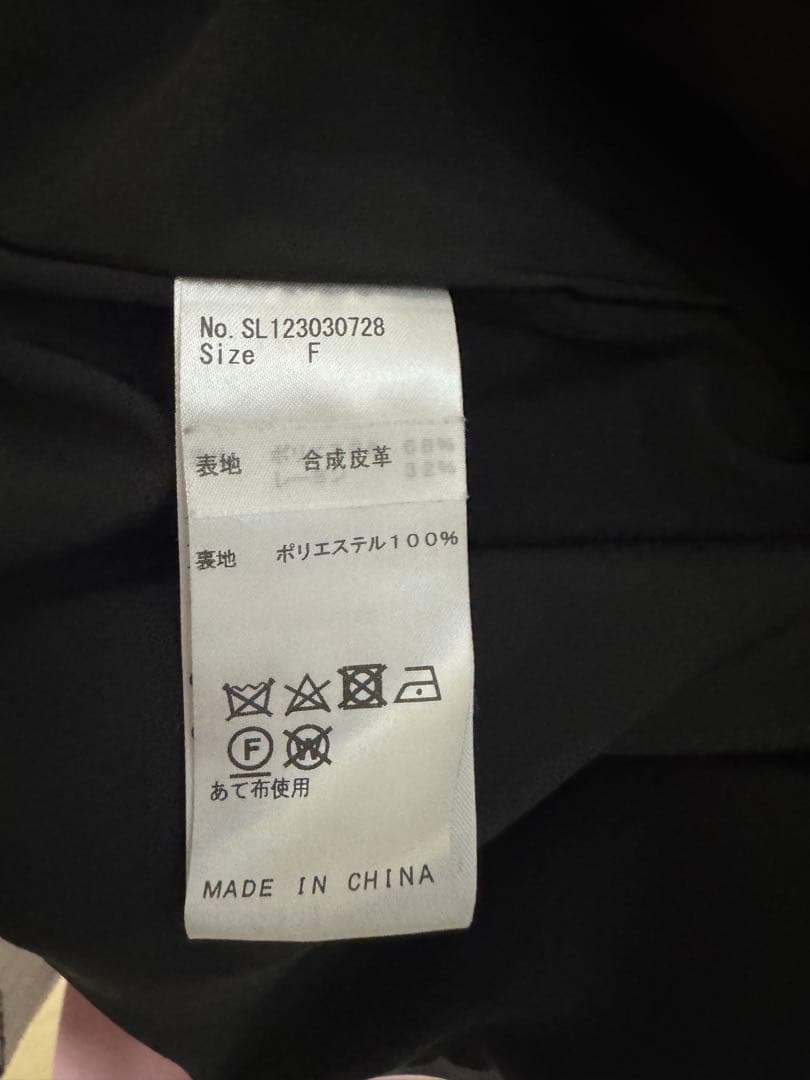 No. SL123030728
Size F
表地 合成皮革
裏地 ポリエステル100%
F
W
あて布使用
MADE IN CHINA